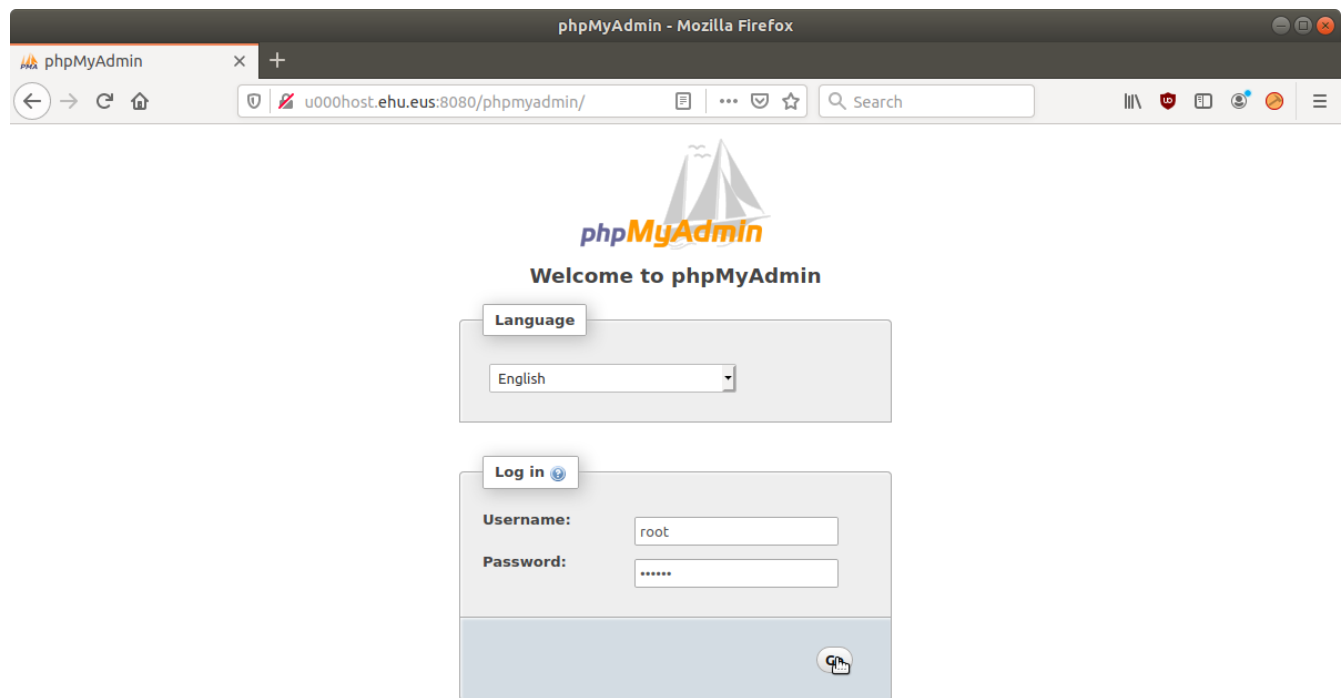 phpMyAdmin - Mozilla Firefox
PMA phpMyAdmin
u000host.ehu.eus:8080/phpmyadmin/
Search
phpMyAdmin
Welcome to phpMyAdmin
Language
English
Log in
Username:
root
Password:
••••••